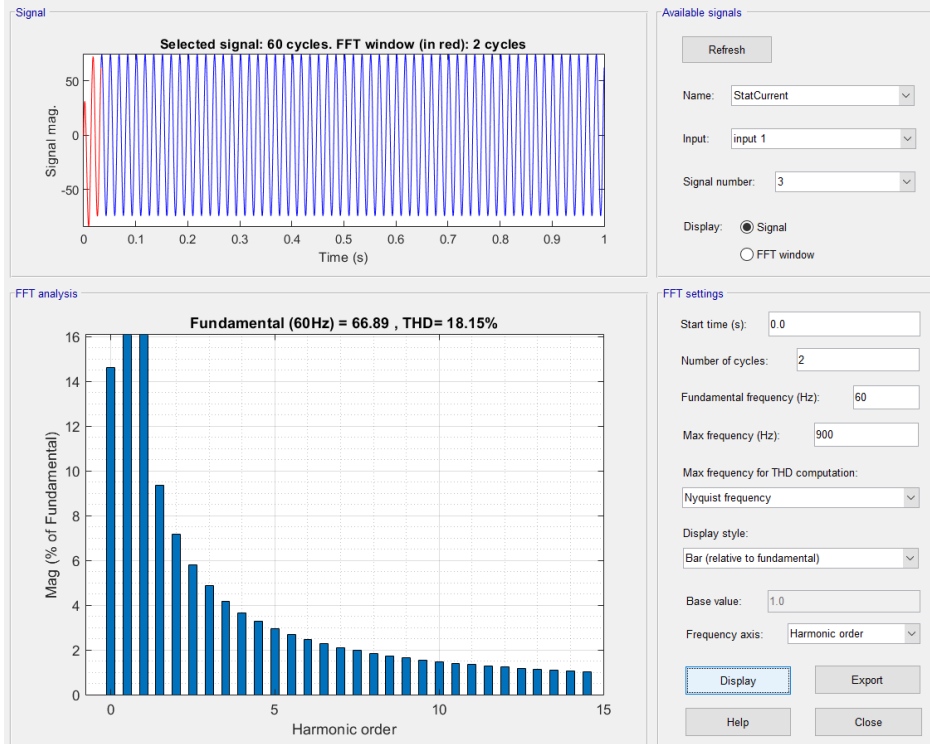 Signal
Selected signal: 60 cycles. FFT window (in red): 2 cycles
50
0
-50
Signal mag.
0 0.1 0.2 0.3 0.4 0.5 0.6 0.7 0.8 0.9 1
Time (s)
Available signals
Refresh
Name: StatCurrent
Input: input 1
Signal number: 3
Display: Signal
FFT window
FFT analysis
Fundamental (60Hz) = 66.89 , THD= 18.15%
16
14
12
10
8
6
4
2
0
Mag (% of Fundamental)
0 5 10 15
Harmonic order
FFT settings
Start time (s): 0.0
Number of cycles: 2
Fundamental frequency (Hz): 60
Max frequency (Hz): 900
Max frequency for THD computation:
Nyquist frequency
Display style:
Bar (relative to fundamental)
Base value: 1.0
Frequency axis: Harmonic order
Display Export
Help Close